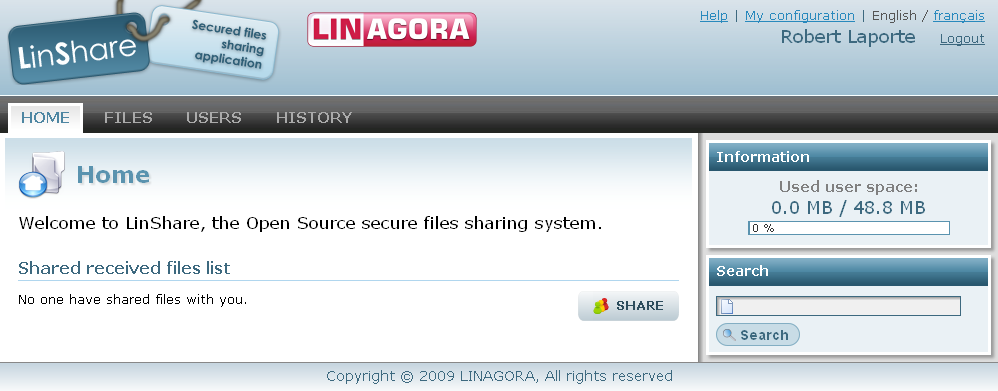 LinShare
Secured files
sharing
application
LINAGORA
Help | My configuration | English / français
Robert Laporte Logout
HOME FILES USERS HISTORY
Home
Welcome to LinShare, the Open Source secure files sharing system.
Shared received files list
No one have shared files with you.
SHARE
Information
Used user space:
0.0 MB / 48.8 MB
0 %
Search
Search
Copyright © 2009 LINAGORA, All rights reserved